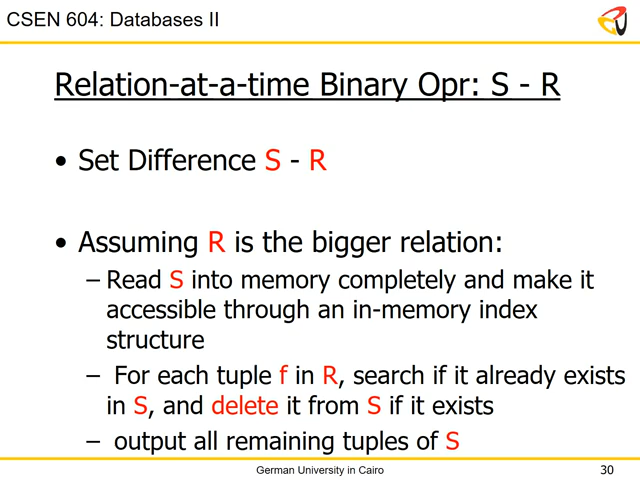 CSEN 604: Databases II
Relation-at-a-time Binary Opr: S - R
• Set Difference S - R
• Assuming R is the bigger relation:
– Read S into memory completely and make it
accessible through an in-memory index
structure
– For each tuple f in R, search if it already exists
in S, and delete it from S if it exists
– output all remaining tuples of S
German University in Cairo
30